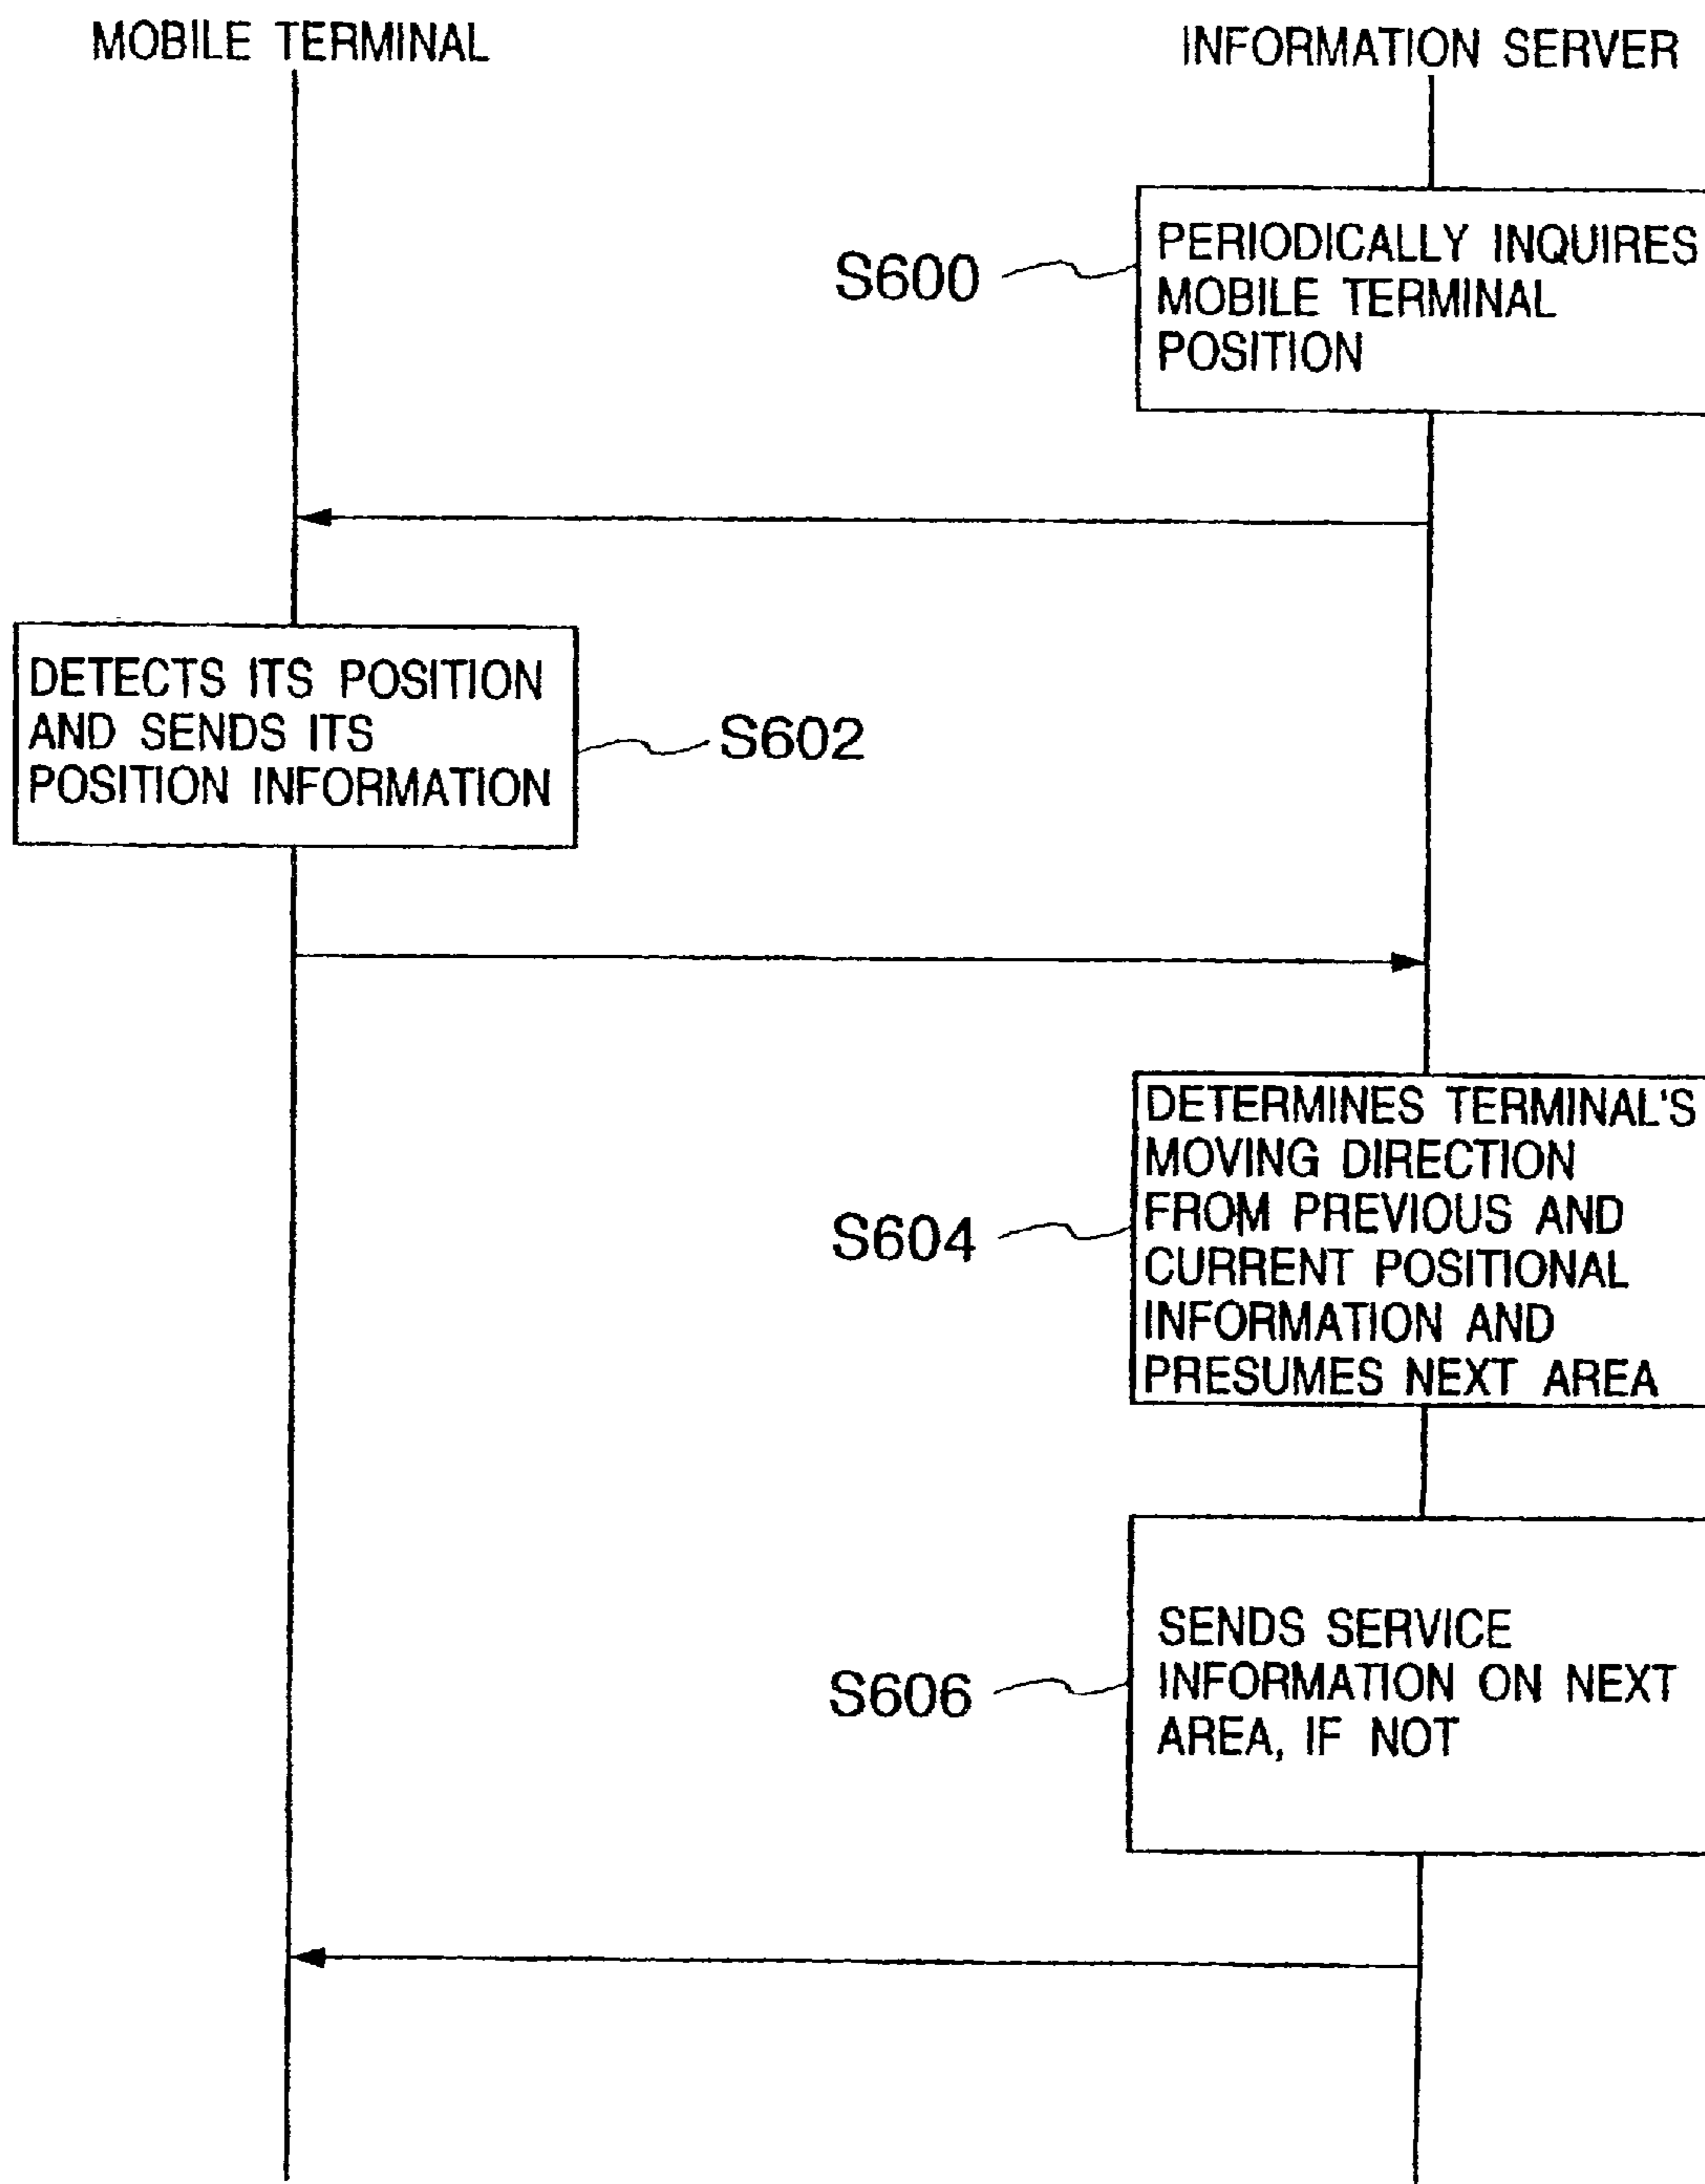 MOBILE TERMINAL
INFORMATION SERVER
S600
PERIODICALLY INQUIRES
MOBILE TERMINAL
POSITION
DETECTS ITS POSITION
AND SENDS ITS
POSITION INFORMATION
S602
S604
DETERMINES TERMINAL'S
MOVING DIRECTION
FROM PREVIOUS AND
CURRENT POSITIONAL
INFORMATION AND
PRESUMES NEXT AREA
S606
SENDS SERVICE
INFORMATION ON NEXT
AREA, IF NOT